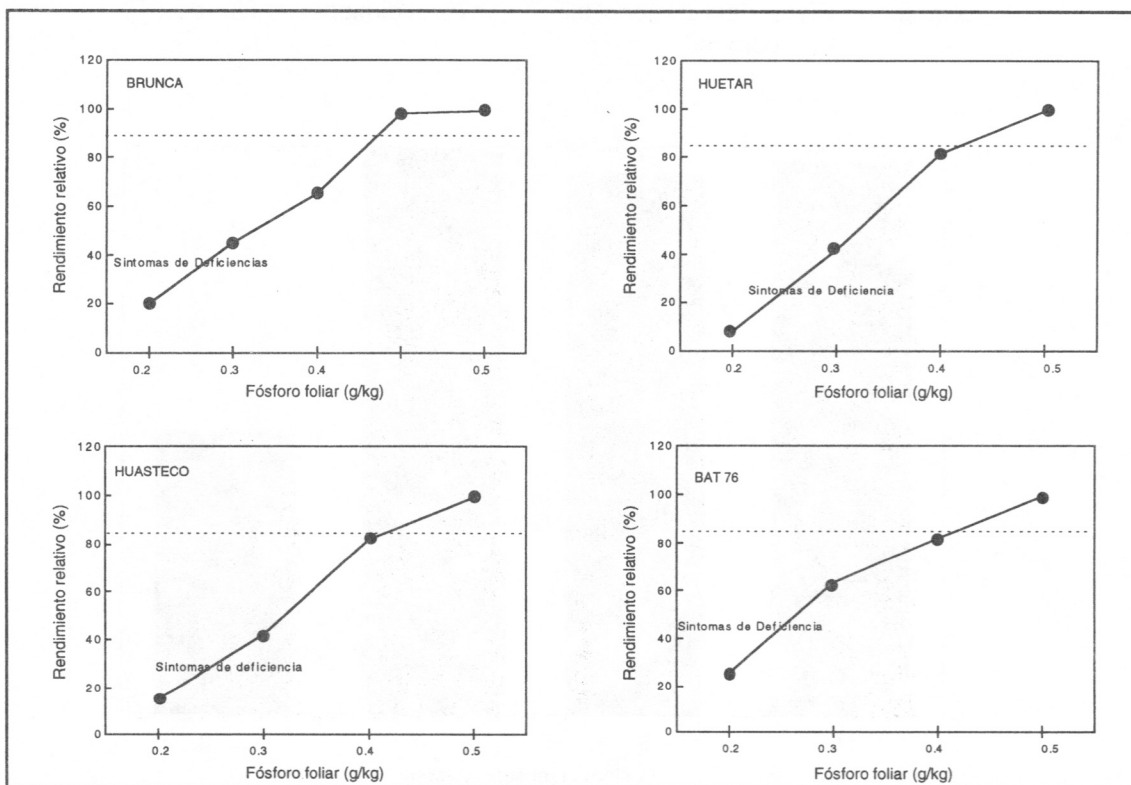 BRUNCA
Rendimiento relativo (%)
120
100
80
60
40
20
0
Sintomas de Deficiencias
0.2 0.3 0.4 0.5
Fósforo foliar (g/kg)
HUETAR
Rendimiento relativo (%)
120
100
80
60
40
20
0
Sintomas de Deficiencia
0.2 0.3 0.4 0.5
Fósforo foliar (g/kg)
HUASTECO
Rendimiento relativo (%)
120
100
80
60
40
20
0
Sintomas de deficiencia
0.2 0.3 0.4 0.5
Fósforo foliar (g/kg)
BAT 76
Rendimiento relativo (%)
120
100
80
60
40
20
0
Sintomas de Deficiencia
0.2 0.3 0.4 0.5
Fósforo foliar (g/kg)